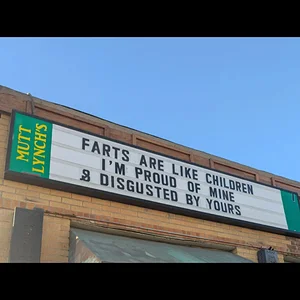 MUTT
LYNCH'S
FARTS ARE LIKE CHILDREN
I'M PROUD OF MINE
& DISGUSTED BY YOURS